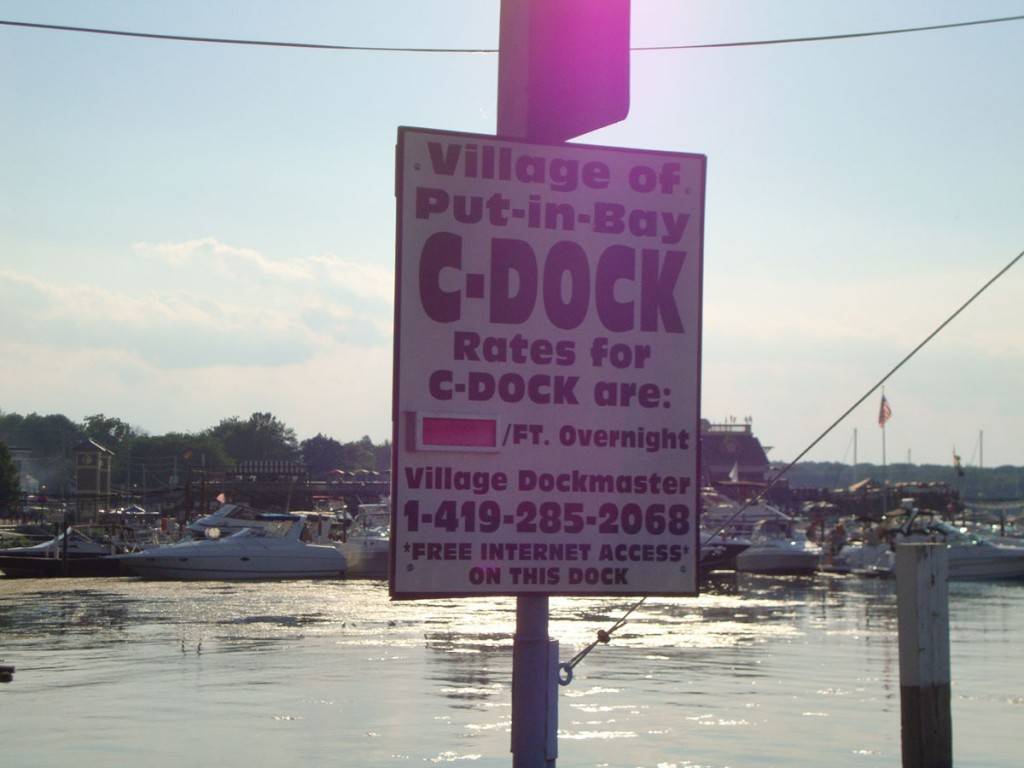 Village of
Put-in-Bay
C-DOCK
Rates for
C-DOCK are:
/FT. Overnight
Village Dockmaster
1-419-285-2068
*FREE INTERNET ACCESS*
ON THIS DOCK